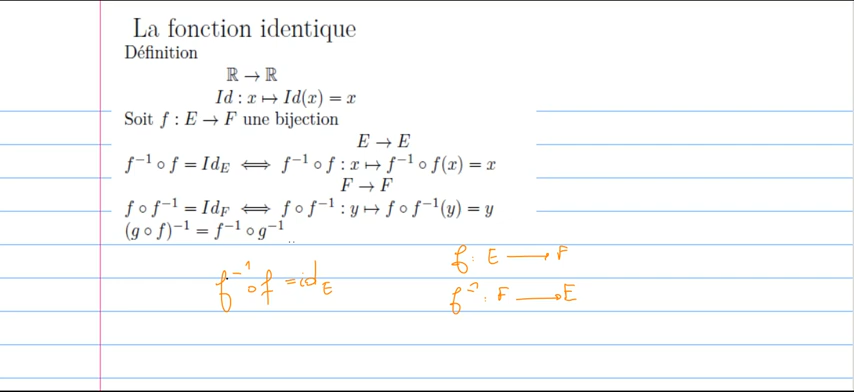 La fonction identique
Définition
ℝ → ℝ
Id : x ↦ Id(x) = x
Soit f : E → F une bijection
E → E
f⁻¹ ∘ f = Id_E ⟺ f⁻¹ ∘ f : x ↦ f⁻¹ ∘ f(x) = x
F → F
f ∘ f⁻¹ = Id_F ⟺ f ∘ f⁻¹ : y ↦ f ∘ f⁻¹(y) = y
(g ∘ f)⁻¹ = f⁻¹ ∘ g⁻¹
f : E ⟶ F
f⁻¹ ∘ f = id_E
f⁻¹ : F ⟶ E